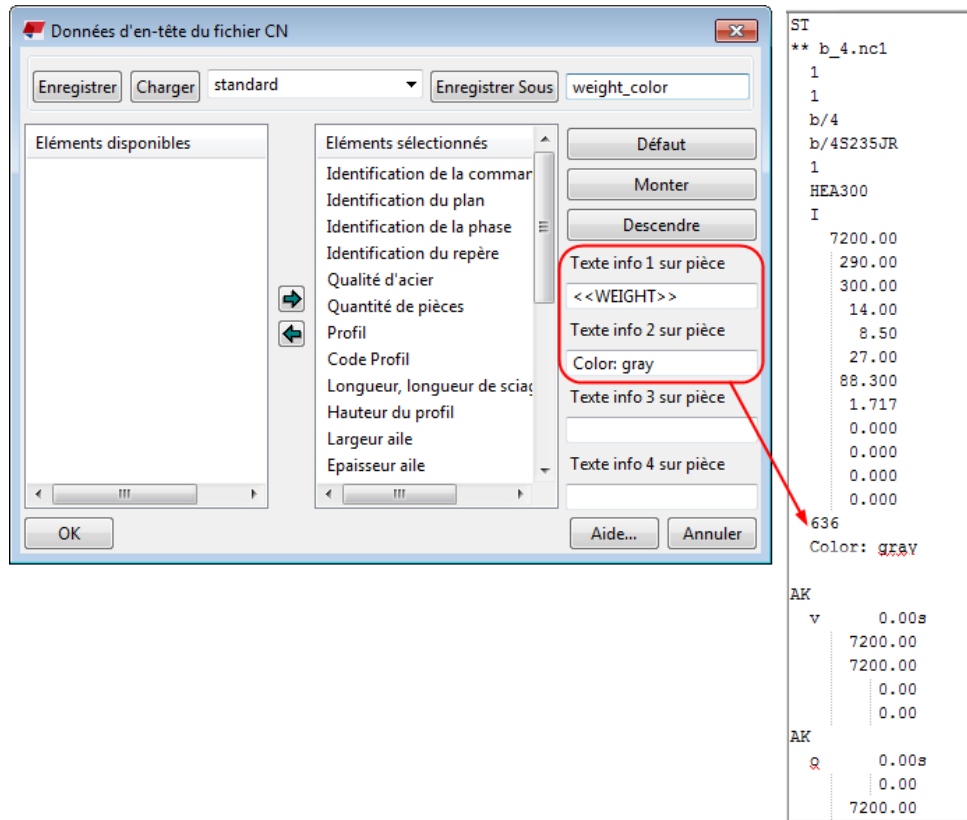 Données d'en-tête du fichier CN
Enregistrer Charger standard Enregistrer Sous weight_color
Eléments disponibles
Eléments sélectionnés
Identification de la commar
Identification du plan
Identification de la phase
Identification du repère
Qualité d'acier
Quantité de pièces
Profil
Code Profil
Longueur, longueur de sciag
Hauteur du profil
Largeur aile
Epaisseur aile
Défaut
Monter
Descendre
Texte info 1 sur pièce
<<WEIGHT>>
Texte info 2 sur pièce
Color: gray
Texte info 3 sur pièce
Texte info 4 sur pièce
OK
Aide... Annuler
ST
** b_4.nc1
1
1
b/4
b/4S235JR
1
HEA300
I
7200.00
290.00
300.00
14.00
8.50
27.00
88.300
1.717
0.000
0.000
0.000
0.000
636
Color: gray
AK
v 0.00s
7200.00
7200.00
0.00
0.00
AK
o 0.00s
0.00
7200.00